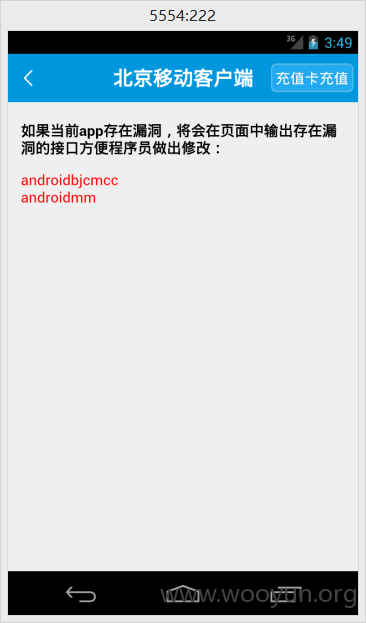 5554:222
3G
3:49
北京移动客户端
充值卡充值
如果当前app存在漏洞，将会在页面中输出存在漏
洞的接口方便程序员做出修改：
androidbjcmcc
androidmm
www.wooyun.org